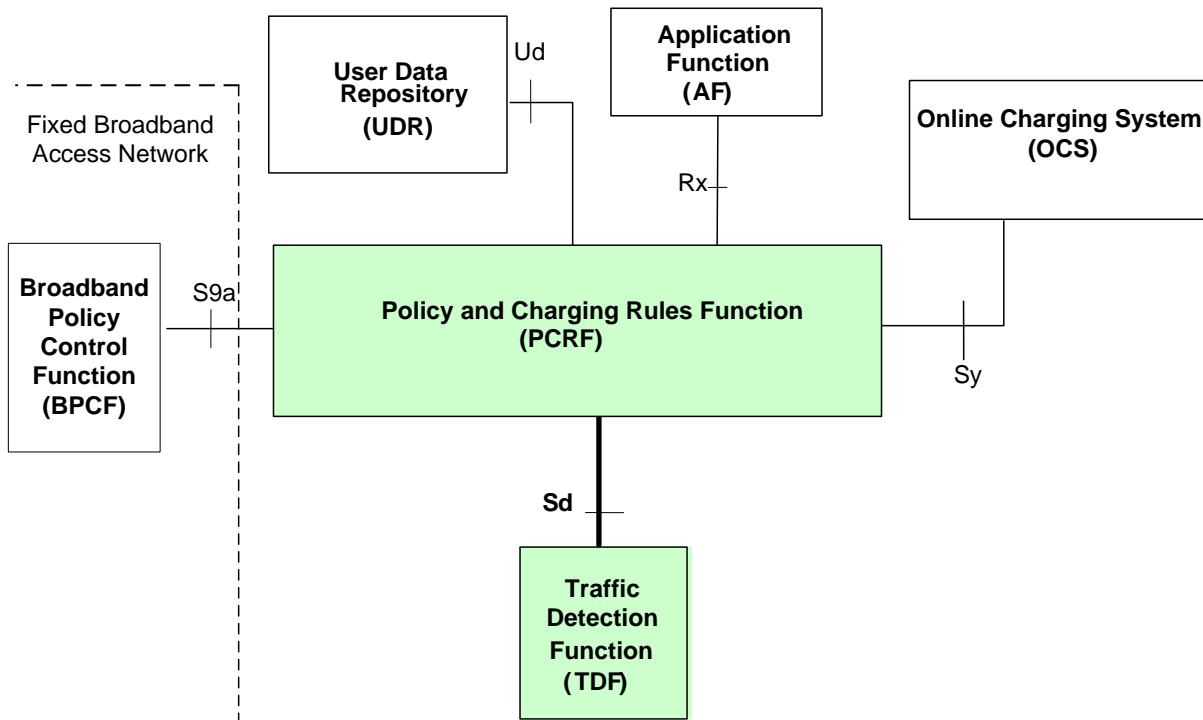 Ud
User Data
Repository
(UDR)
Application
Function
(AF)
Online Charging System
(OCS)
Fixed Broadband
Access Network
Rx
Broadband
Policy
Control
Function
(BPCF)
S9a
Policy and Charging Rules Function
(PCRF)
Sy
Sd
Traffic
Detection
Function
(TDF)